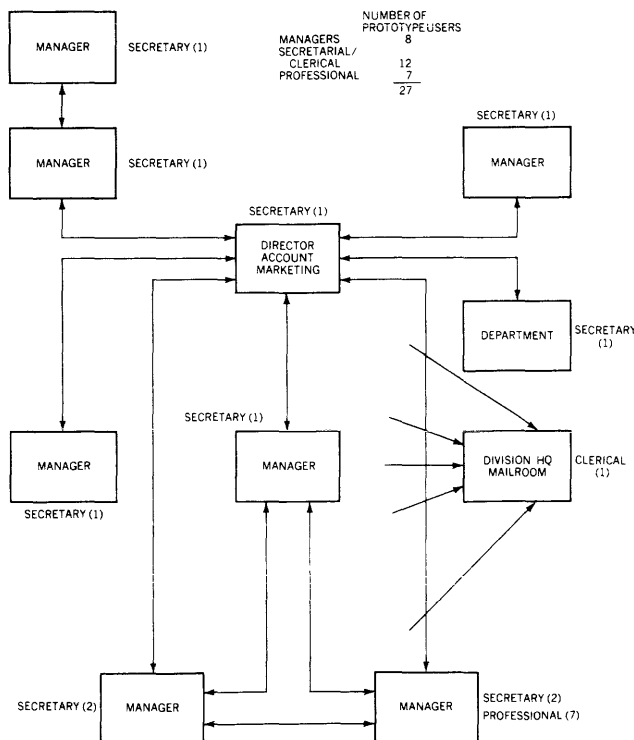 NUMBER OF
PROTOTYPE USERS
MANAGERS 8
SECRETARIAL/
CLERICAL 12
PROFESSIONAL 7
27
MANAGER
SECRETARY (1)
MANAGER
SECRETARY (1)
SECRETARY (1)
MANAGER
SECRETARY (1)
DIRECTOR
ACCOUNT
MARKETING
DEPARTMENT
SECRETARY
(1)
MANAGER
SECRETARY (1)
SECRETARY (1)
MANAGER
DIVISION HQ
MAILROOM
CLERICAL
(1)
SECRETARY (2)
MANAGER
MANAGER
SECRETARY (2)
PROFESSIONAL (7)